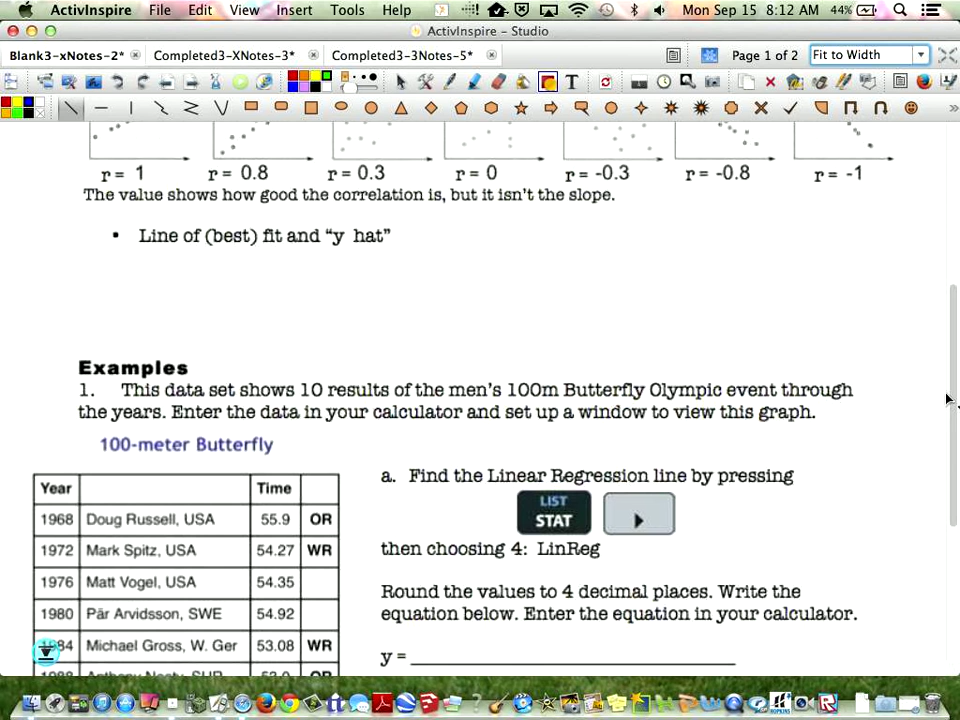 ActivInspire File Edit View Insert Tools Help Mon Sep 15 8:12 AM 44%
ActivInspire – Studio
Blank3-xNotes-2* Completed3-XNotes-3* Completed3-3Notes-5* Page 1 of 2 Fit to Width
r = 1 r = 0.8 r = 0.3 r = 0 r = -0.3 r = -0.8 r = -1
The value shows how good the correlation is, but it isn't the slope.
• Line of (best) fit and “y hat”
Examples
1. This data set shows 10 results of the men's 100m Butterfly Olympic event through
the years. Enter the data in your calculator and set up a window to view this graph.
100-meter Butterfly
Year Time
1968 Doug Russell, USA 55.9 OR
1972 Mark Spitz, USA 54.27 WR
1976 Matt Vogel, USA 54.35
1980 Pär Arvidsson, SWE 54.92
1984 Michael Gross, W. Ger 53.08 WR
a. Find the Linear Regression line by pressing
LIST
STAT
then choosing 4: LinReg
Round the values to 4 decimal places. Write the
equation below. Enter the equation in your calculator.
y =